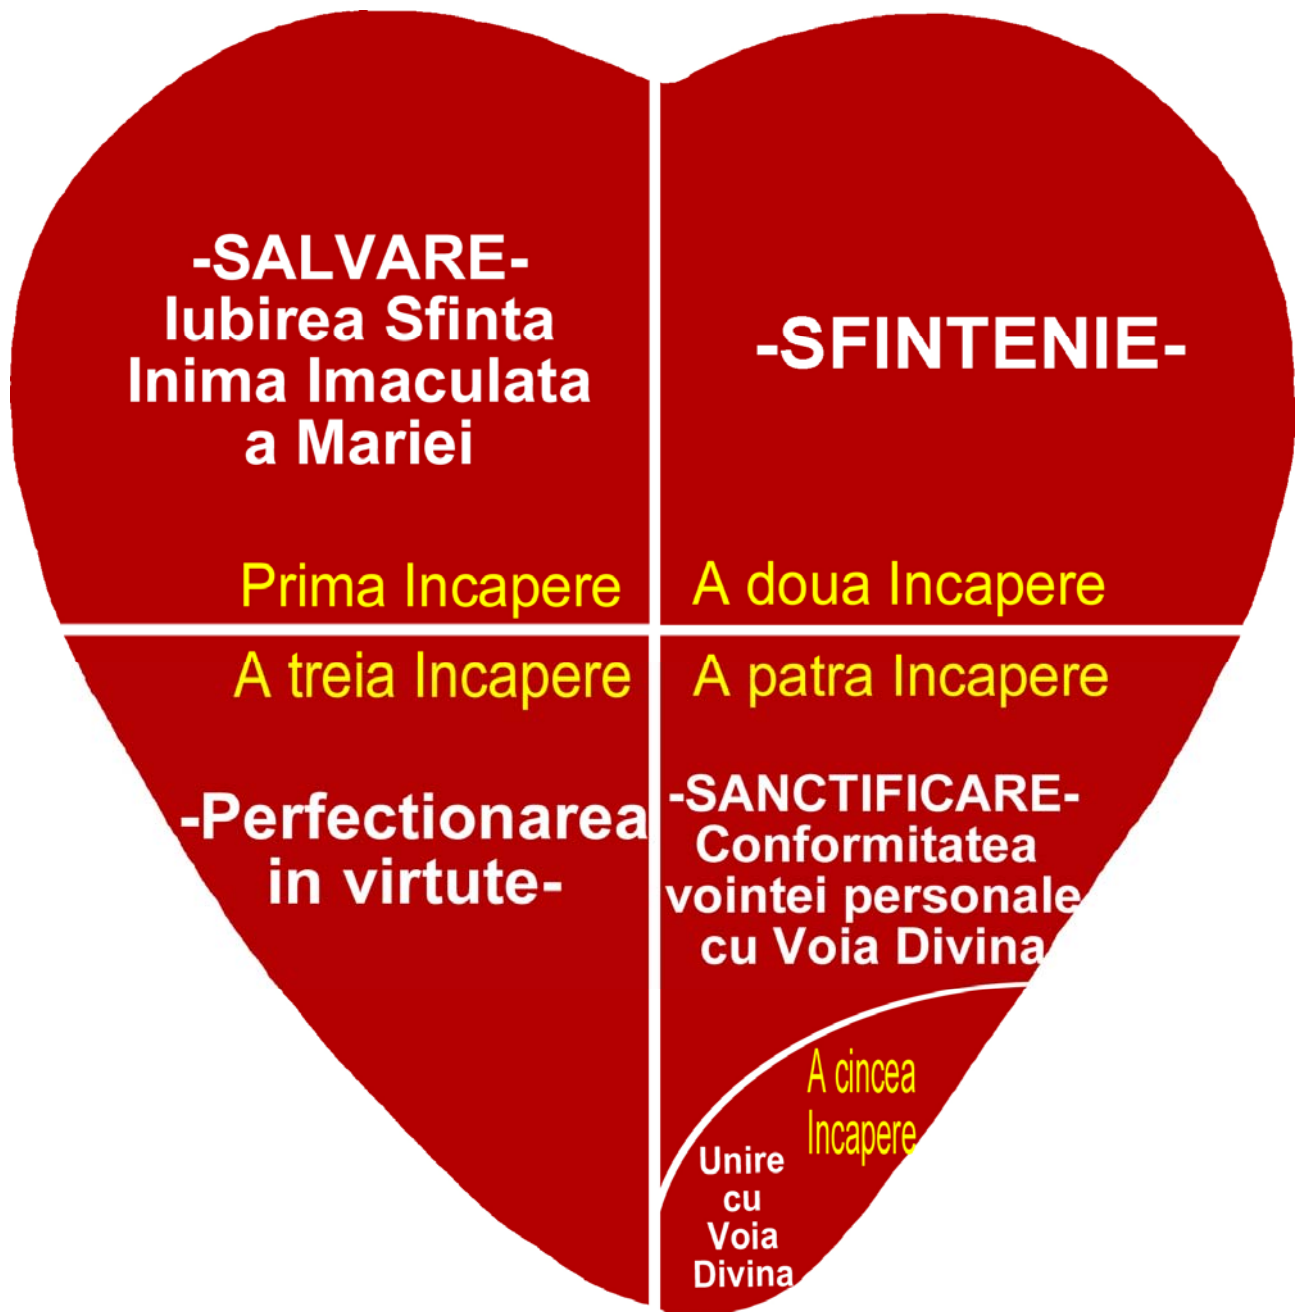 -SALVARE-
Iubirea Sfinta
Inima Imaculata
a Mariei
Prima Incapere
-SFINTENIE-
A doua Incapere
A treia Incapere
-Perfectionarea
in virtute-
A patra Incapere
-SANCTIFICARE-
Conformitatea
vointei personale
cu Voia Divina
A cincea
Incapere
Unire
cu
Voia
Divina